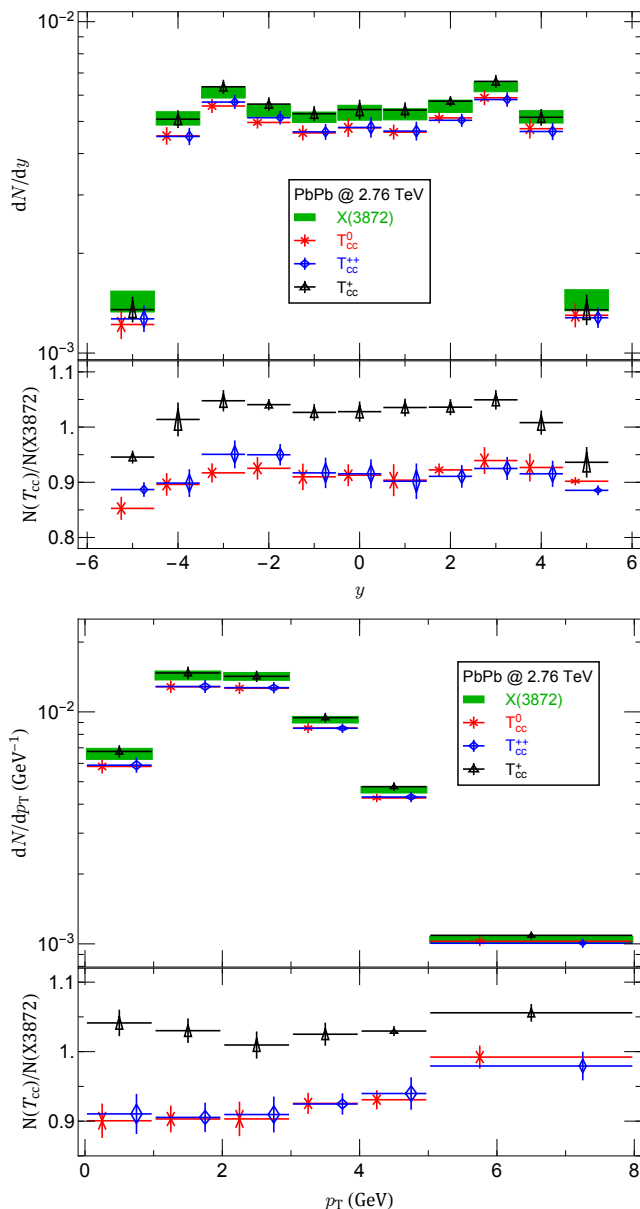 10⁻²
dN/dy
PbPb @ 2.76 TeV
X(3872)
T⁰cc
T⁺⁺cc
T⁺cc
10⁻³
1.1
1.
0.9
0.8
N(Tcc)/N(X3872)
−6 −4 −2 0 2 4 6
y
10⁻²
dN/dpT (GeV⁻¹)
PbPb @ 2.76 TeV
X(3872)
T⁰cc
T⁺⁺cc
T⁺cc
10⁻³
1.1
1.
0.9
N(Tcc)/N(X3872)
0 2 4 6 8
pT (GeV)